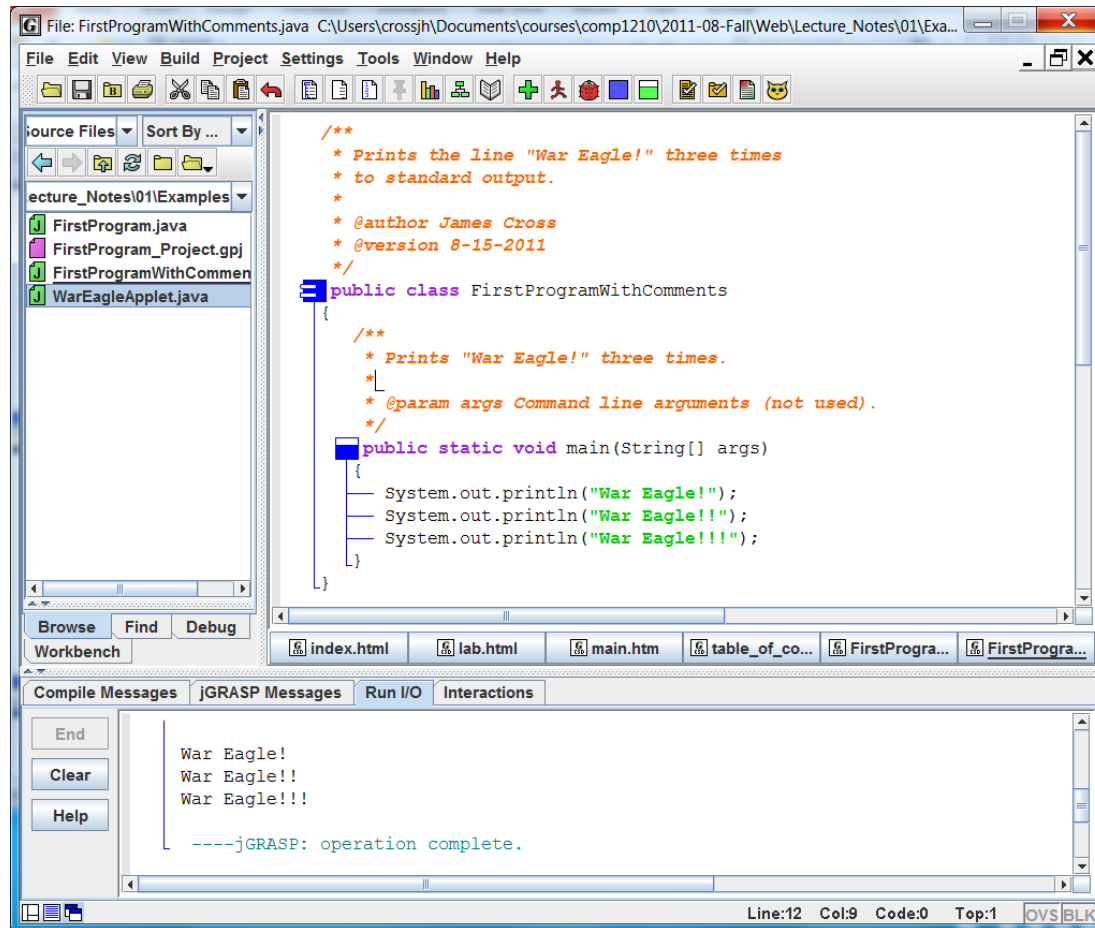 File: FirstProgramWithComments.java C:\Users\crossjh\Documents\courses\comp1210\2011-08-Fall\Web\Lecture_Notes\01\Exa...
File Edit View Build Project Settings Tools Window Help
Source Files Sort By ...
ecture_Notes\01\Examples
FirstProgram.java
FirstProgram_Project.gpj
FirstProgramWithCommen
WarEagleApplet.java
/**
* Prints the line "War Eagle!" three times
* to standard output.
*
* @author James Cross
* @version 8-15-2011
*/
public class FirstProgramWithComments
{
/**
* Prints "War Eagle!" three times.
*
* @param args Command line arguments (not used).
*/
public static void main(String[] args)
{
System.out.println("War Eagle!");
System.out.println("War Eagle!!");
System.out.println("War Eagle!!!");
}
}
Browse Find Debug
Workbench
index.html lab.html main.htm table_of_co... FirstProgra... FirstProgra...
Compile Messages jGRASP Messages Run I/O Interactions
End
Clear
Help
War Eagle!
War Eagle!!
War Eagle!!!
----jGRASP: operation complete.
Line:12 Col:9 Code:0 Top:1 OVS BLK